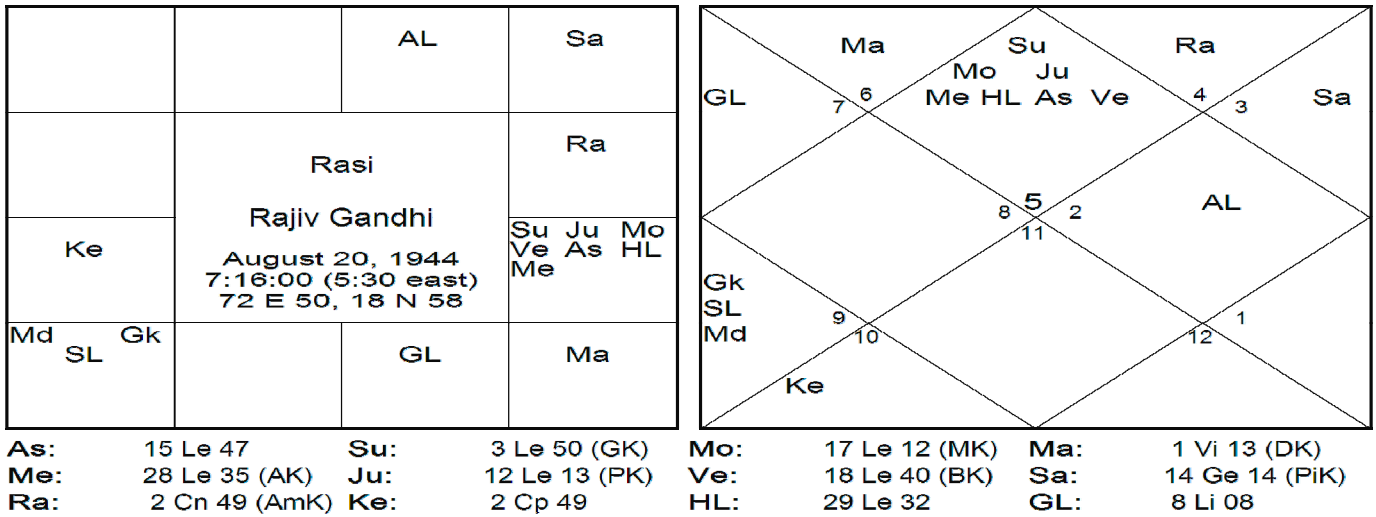 AL Sa
Ra
Rasi
Rajiv Gandhi
August 20, 1944
7:16:00 (5:30 east)
72 E 50, 18 N 58
Ke
Su Ju Mo
Ve As HL
Me
Md Gk
SL
GL Ma
Ma Su Ra
Mo Ju
GL Me HL As Ve Sa
6 4
7 3
5
8 2 AL
11
Gk
SL
Md
9 1
10 12
Ke
As: 15 Le 47 Su: 3 Le 50 (GK) Mo: 17 Le 12 (MK) Ma: 1 Vi 13 (DK)
Me: 28 Le 35 (AK) Ju: 12 Le 13 (PK) Ve: 18 Le 40 (BK) Sa: 14 Ge 14 (PiK)
Ra: 2 Cn 49 (AmK) Ke: 2 Cp 49 HL: 29 Le 32 GL: 8 Li 08